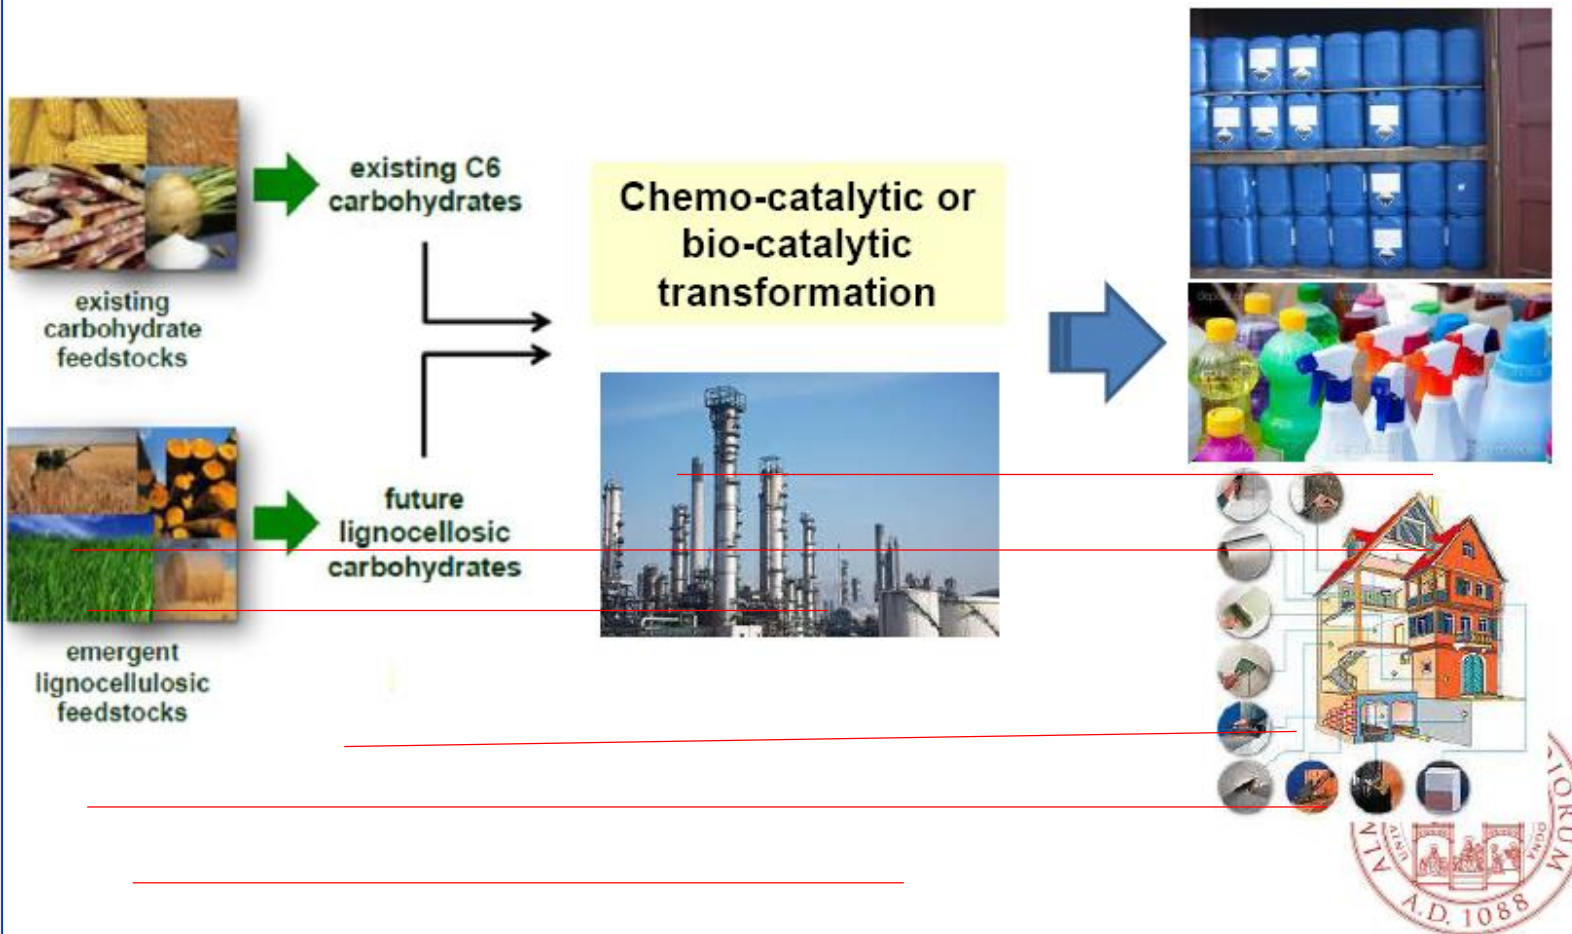 existing C6
carbohydrates
existing
carbohydrate
feedstocks
Chemo-catalytic or
bio-catalytic
transformation
future
lignocellosic
carbohydrates
emergent
lignocellulosic
feedstocks
A.D. 1088